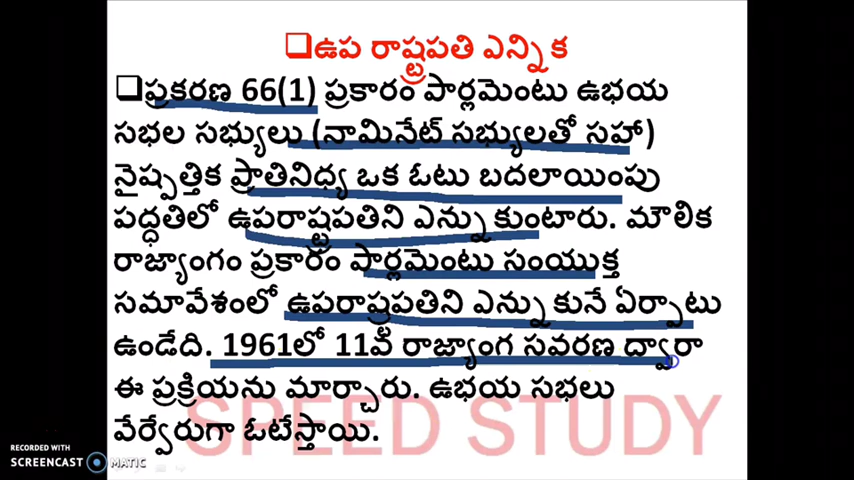 ❑ఉప రాష్ట్రపతి ఎన్నిక
❑ప్రకరణ 66(1) ప్రకారం పార్లమెంటు ఉభయ
సభల సభ్యులు (నామినేట్ సభ్యులతో సహా)
నైష్పత్తిక ప్రాతినిధ్య ఒక ఓటు బదలాయింపు
పద్ధతిలో ఉపరాష్ట్రపతిని ఎన్ను కుంటారు. మౌలిక
రాజ్యాంగం ప్రకారం పార్లమెంటు సంయుక్త
సమావేశంలో ఉపరాష్ట్రపతిని ఎన్ను కునే ఏర్పాటు
ఉండేది. 1961లో 11వ రాజ్యాంగ సవరణ ద్వారా
ఈ ప్రక్రియను మార్చారు. ఉభయ సభలు
SPEED STUDY
వేర్వేరుగా ఓటేస్తాయి.
RECORDED WITH
SCREENCAST MATIC